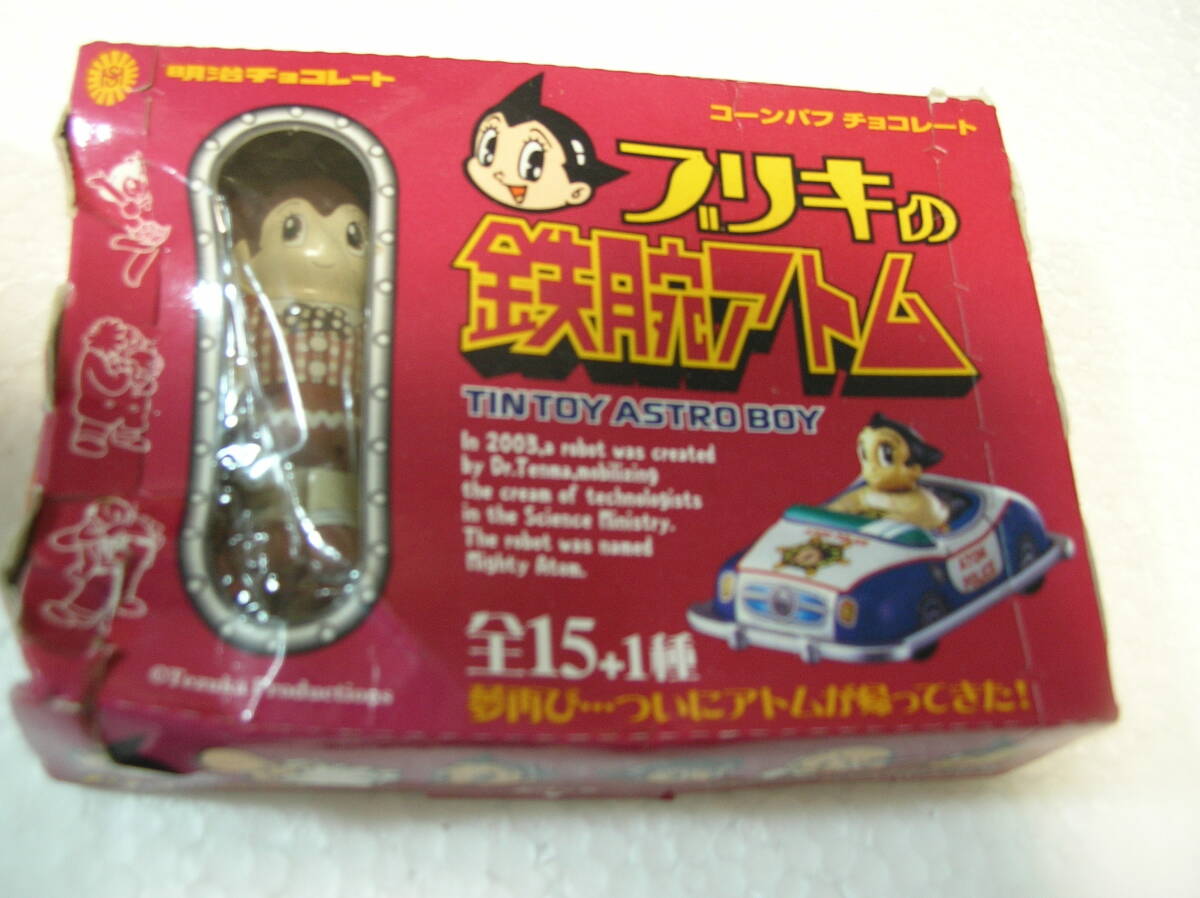 明治チョコレート
コーンパフ チョコレート
ブリキの
鉄腕アトム
TIN TOY ASTRO BOY
In 2003,a robot was created
by Dr.Tenma,mobilizing
the cream of technologists
in the Science Ministry.
The robot was named
Mighty Atom.
ATOM
POLICE
全15+1種
©Tezuka Productions
夢再び…ついにアトムが帰ってきた!